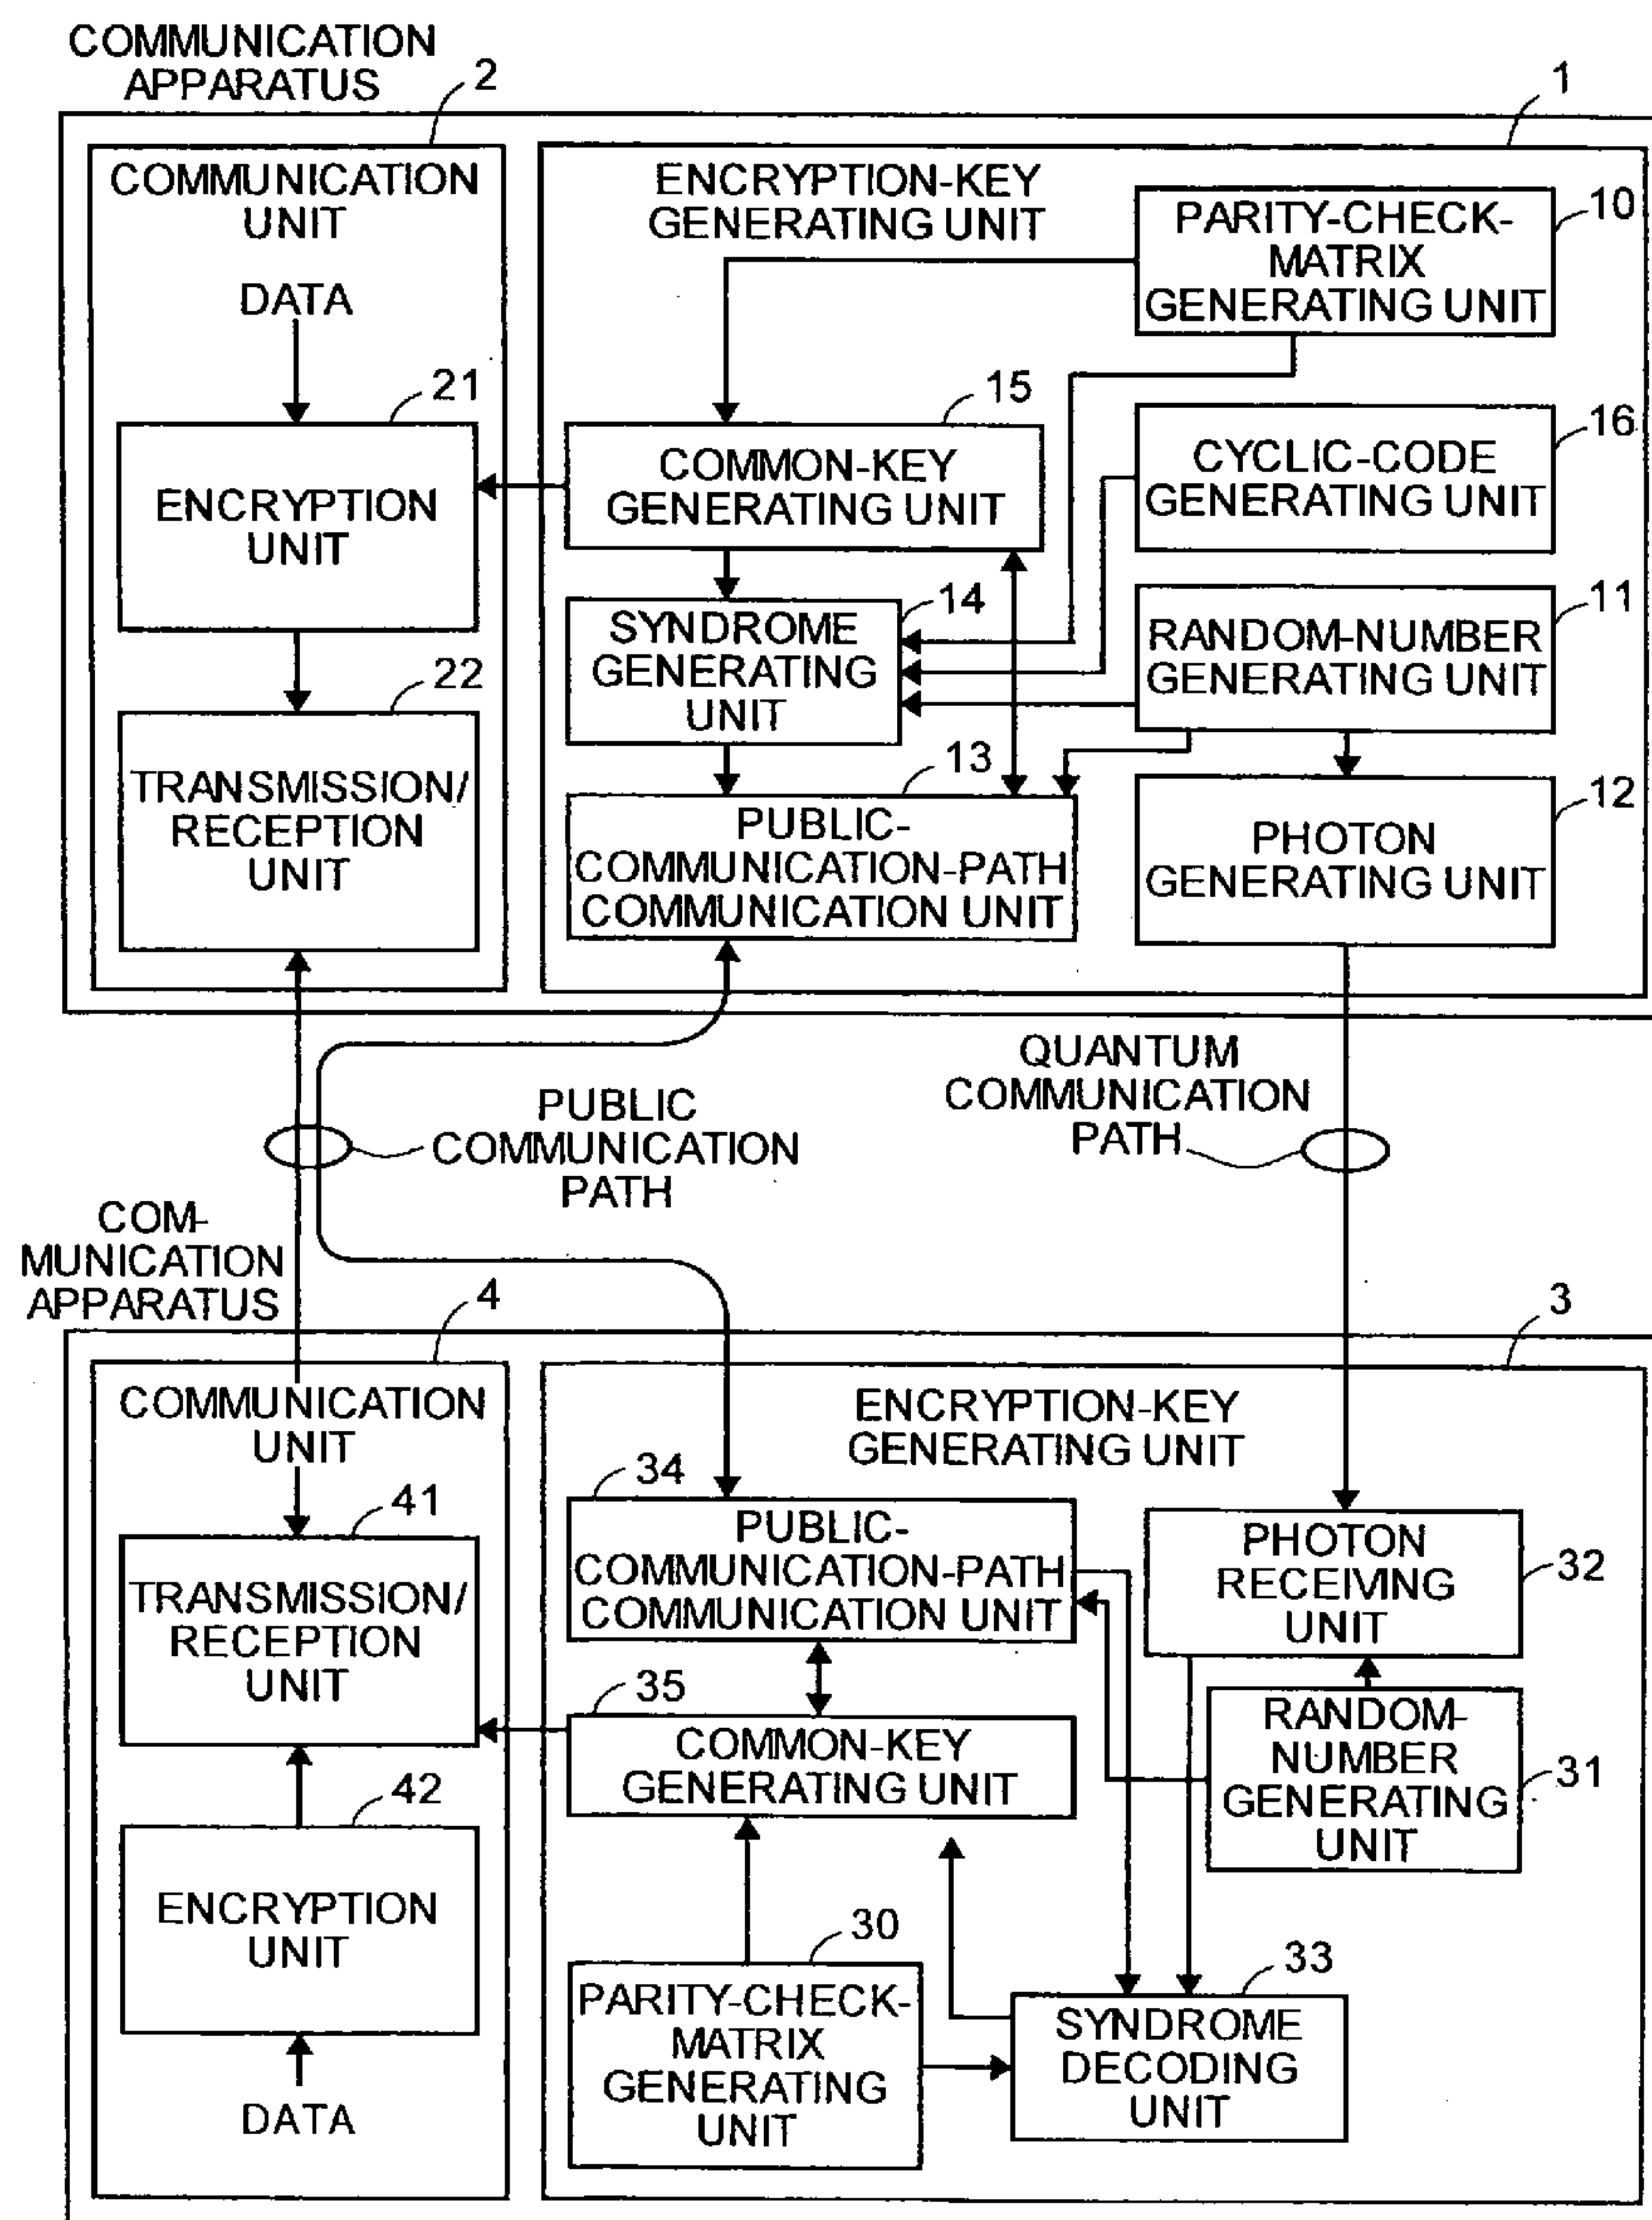 COMMUNICATION
APPARATUS
2
1
COMMUNICATION
UNIT
DATA
21
ENCRYPTION
UNIT
22
TRANSMISSION/
RECEPTION
UNIT
ENCRYPTION-KEY
GENERATING UNIT
PARITY-CHECK-
MATRIX
GENERATING UNIT
10
15
COMMON-KEY
GENERATING UNIT
CYCLIC-CODE
GENERATING UNIT
16
14
SYNDROME
GENERATING
UNIT
RANDOM-NUMBER
GENERATING UNIT
11
13
PUBLIC-
COMMUNICATION-PATH
COMMUNICATION UNIT
PHOTON
GENERATING UNIT
12
PUBLIC
COMMUNICATION
PATH
QUANTUM
COMMUNICATION
PATH
COM-
MUNICATION
APPARATUS
4
3
COMMUNICATION
UNIT
41
TRANSMISSION/
RECEPTION
UNIT
42
ENCRYPTION
UNIT
DATA
ENCRYPTION-KEY
GENERATING UNIT
34
PUBLIC-
COMMUNICATION-PATH
COMMUNICATION UNIT
PHOTON
RECEIVING
UNIT
32
35
COMMON-KEY
GENERATING UNIT
RANDOM-
NUMBER
GENERATING
UNIT
31
30
PARITY-CHECK-
MATRIX
GENERATING
UNIT
33
SYNDROME
DECODING
UNIT